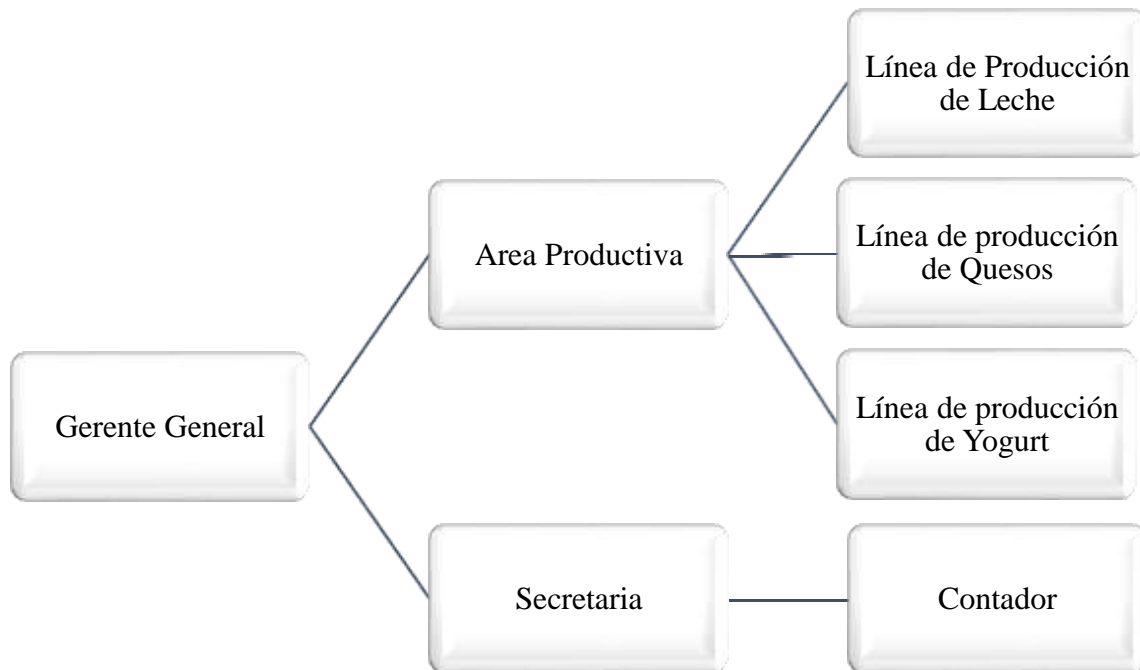 Línea de Producción
de Leche
Area Productiva
Línea de producción
de Quesos
Línea de producción
de Yogurt
Gerente General
Secretaria
Contador